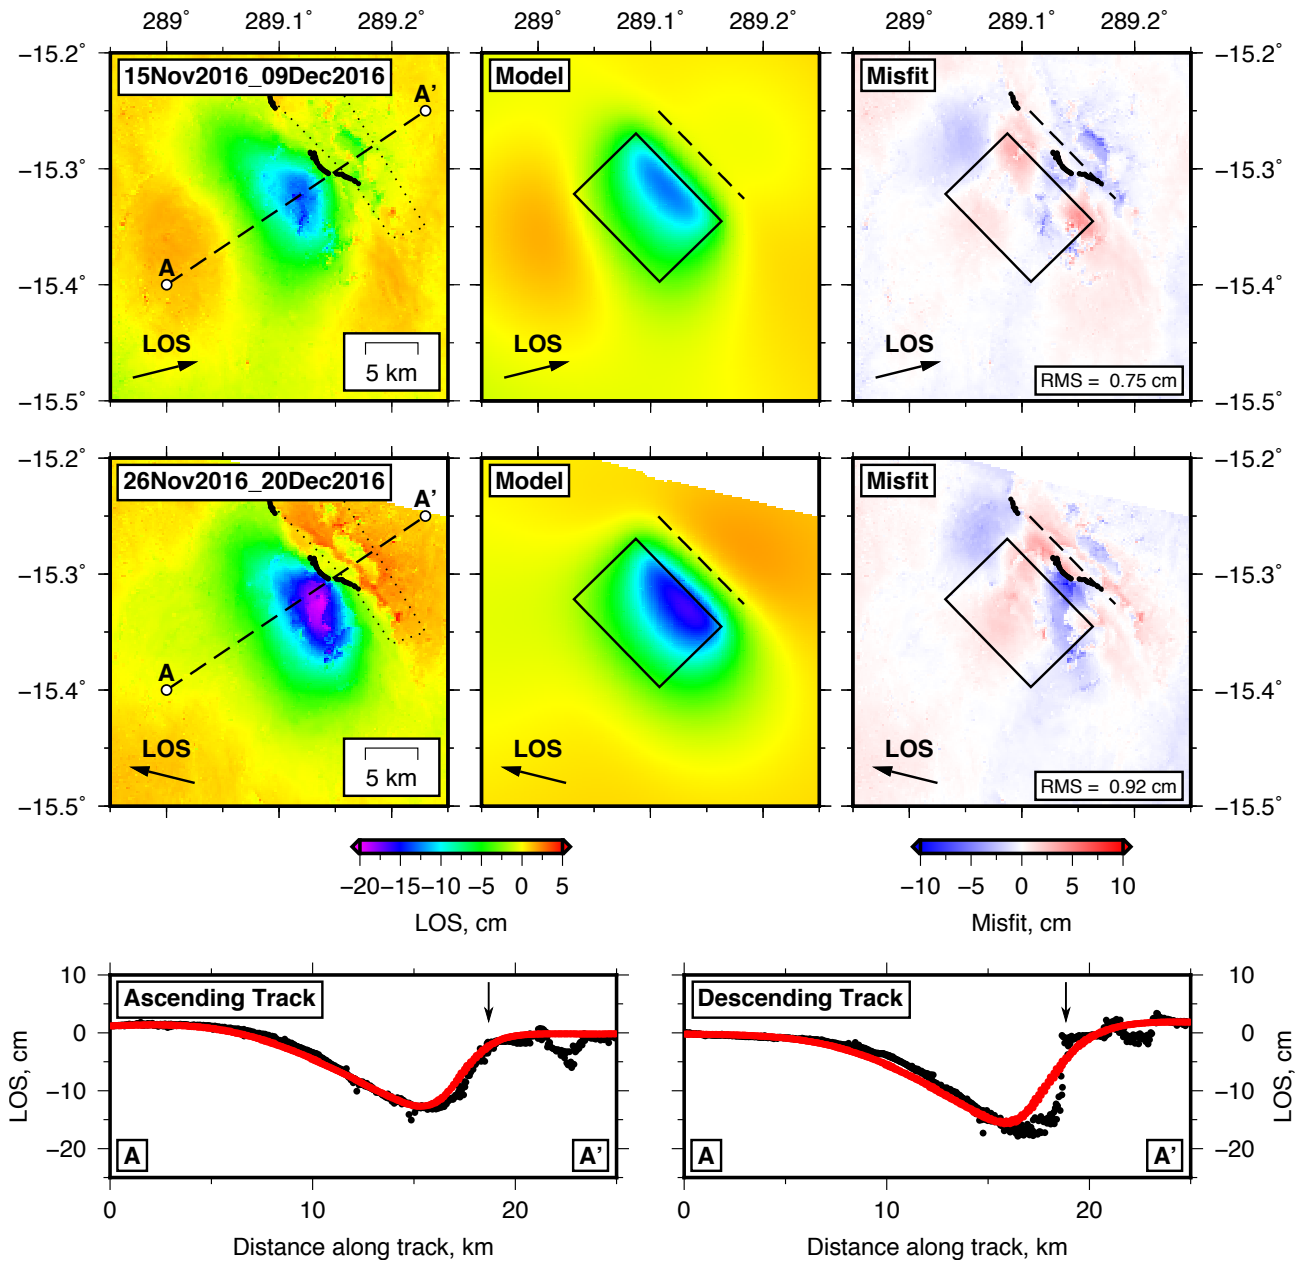 289˚ 289.1˚ 289.2˚ 289˚ 289.1˚ 289.2˚ 289˚ 289.1˚ 289.2˚
−15.2˚ 15Nov2016_09Dec2016 Model Misfit −15.2˚
A'
−15.3˚ −15.3˚
A
−15.4˚ −15.4˚
LOS LOS LOS
5 km RMS = 0.75 cm
−15.5˚ −15.5˚
−15.2˚ 26Nov2016_20Dec2016 Model Misfit −15.2˚
A'
−15.3˚ −15.3˚
A
−15.4˚ −15.4˚
LOS LOS LOS
5 km RMS = 0.92 cm
−15.5˚ −15.5˚
−20 −15 −10 −5 0 5 −10 −5 0 5 10
LOS, cm Misfit, cm
10 Ascending Track Descending Track 10
0 0
LOS, cm LOS, cm
−10 −10
−20 A A' A A' −20
0 10 20 0 10 20
Distance along track, km Distance along track, km